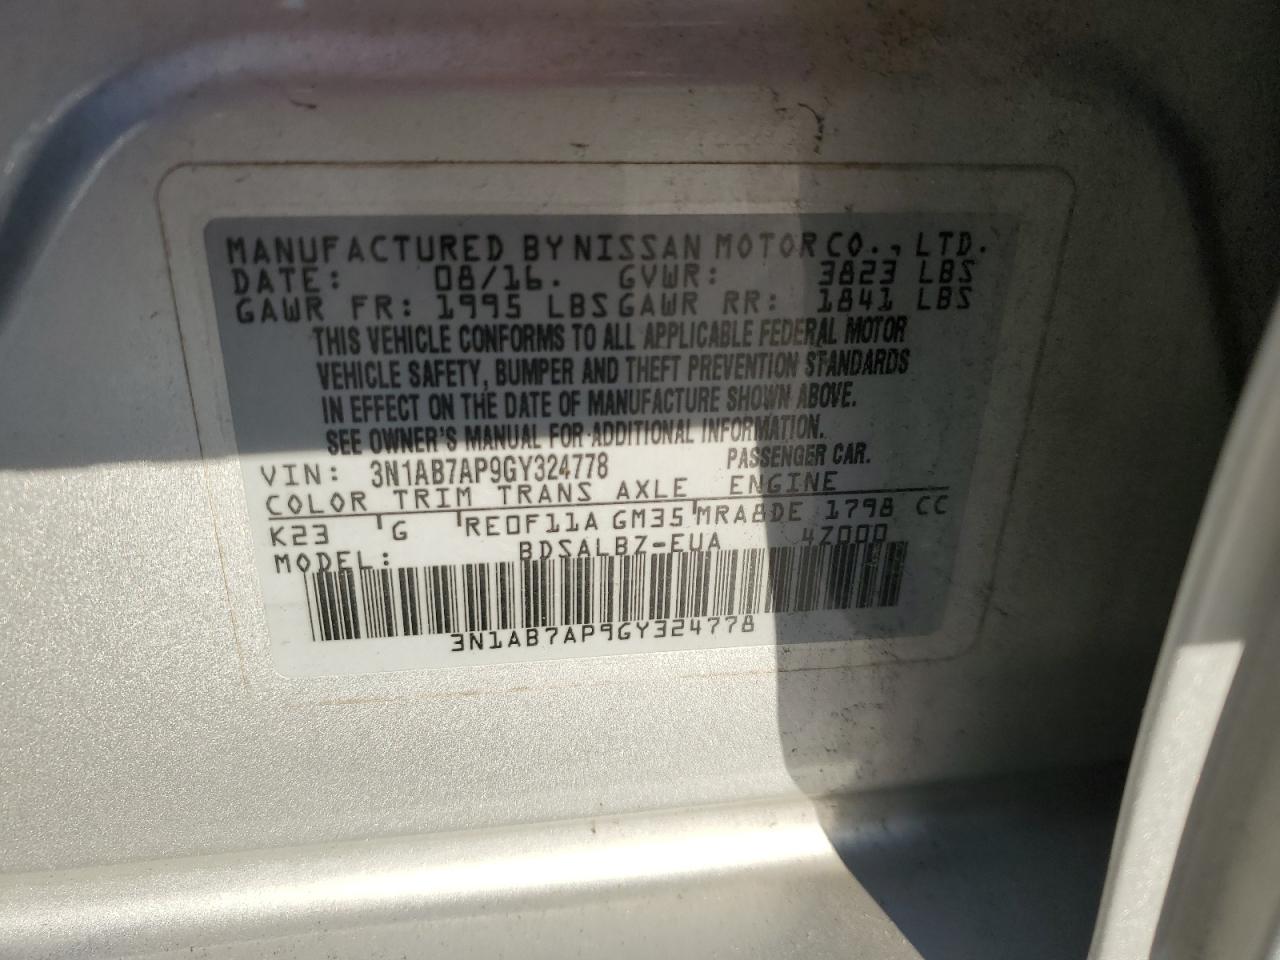 MANUFACTURED BY NISSAN MOTOR CO., LTD.
DATE: 08/16. GVWR: 3823 LBS
GAWR FR: 1995 LBS GAWR RR: 1841 LBS
THIS VEHICLE CONFORMS TO ALL APPLICABLE FEDERAL MOTOR
VEHICLE SAFETY, BUMPER AND THEFT PREVENTION STANDARDS
IN EFFECT ON THE DATE OF MANUFACTURE SHOWN ABOVE.
SEE OWNER'S MANUAL FOR ADDITIONAL INFORMATION.
VIN: 3N1AB7AP9GY324778 PASSENGER CAR.
COLOR TRIM TRANS AXLE ENGINE
K23 G RE0F11A GM35 MRA8DE 1798 CC
MODEL: BDSALBZ-EUA 47000
3N1AB7AP9GY324778